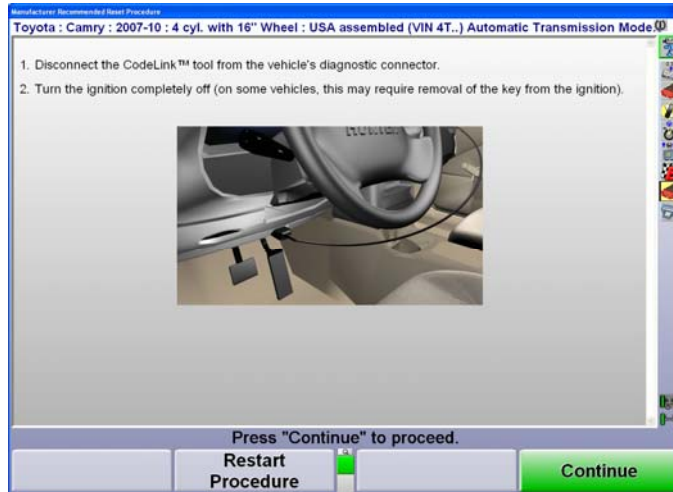 Manufacturer Recommended Reset Procedure
Toyota : Camry : 2007-10 : 4 cyl. with 16" Wheel : USA assembled (VIN 4T..) Automatic Transmission Mode
1. Disconnect the CodeLink™ tool from the vehicle's diagnostic connector.
2. Turn the ignition completely off (on some vehicles, this may require removal of the key from the ignition).
HUNTER
Press "Continue" to proceed.
Restart
Procedure
Continue